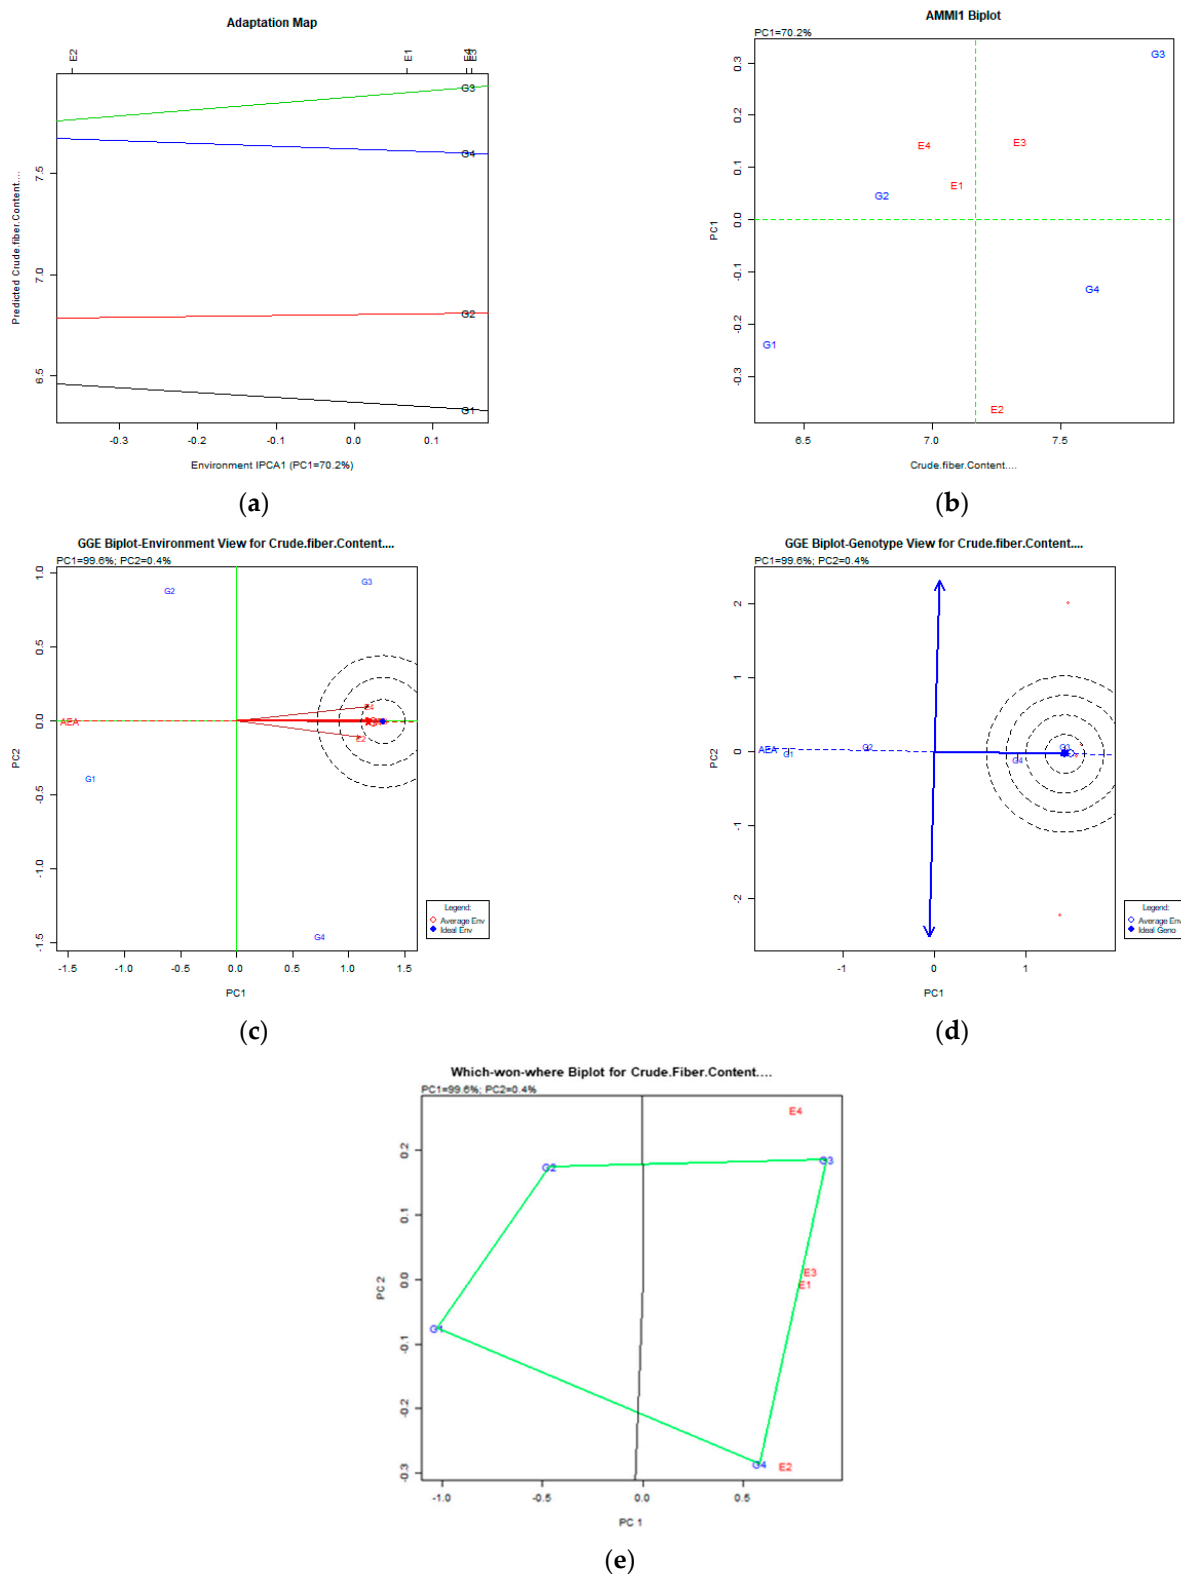 Adaptation Map
E2
E1
E4
E3
G3
G4
G2
G1
7.5
7.0
6.5
Predicted Crude.fiber.Content....
-0.3
-0.2
-0.1
0.0
0.1
Environment IPCA1 (PC1=70.2%)
(a)
AMMI1 Biplot
PC1=70.2%
G3
E4
E3
E1
G2
G4
G1
E2
0.3
0.2
0.1
0.0
-0.1
-0.2
-0.3
PC1
6.5
7.0
7.5
Crude.fiber.Content....
(b)
GGE Biplot-Environment View for Crude.fiber.Content....
PC1=99.6%; PC2=0.4%
G2
G3
E4
AEA
E2
G1
G4
1.0
0.5
0.0
-0.5
-1.0
-1.5
PC2
-1.5
-1.0
-0.5
0.0
0.5
1.0
1.5
PC1
Legend:
Average Env
Ideal Env
(c)
GGE Biplot-Genotype View for Crude.fiber.Content....
PC1=99.6%; PC2=0.4%
AEA
G1
G2
G3
G4
2
1
0
-1
-2
PC2
-1
0
1
PC1
Legend:
Average Env
Ideal Geno
(d)
Which-won-where Biplot for Crude.Fiber.Content....
PC1=99.6%; PC2=0.4%
E4
G2
G3
E3
E1
G1
G4
E2
0.2
0.1
0.0
-0.1
-0.2
-0.3
PC 2
-1.0
-0.5
0.0
0.5
PC 1
(e)